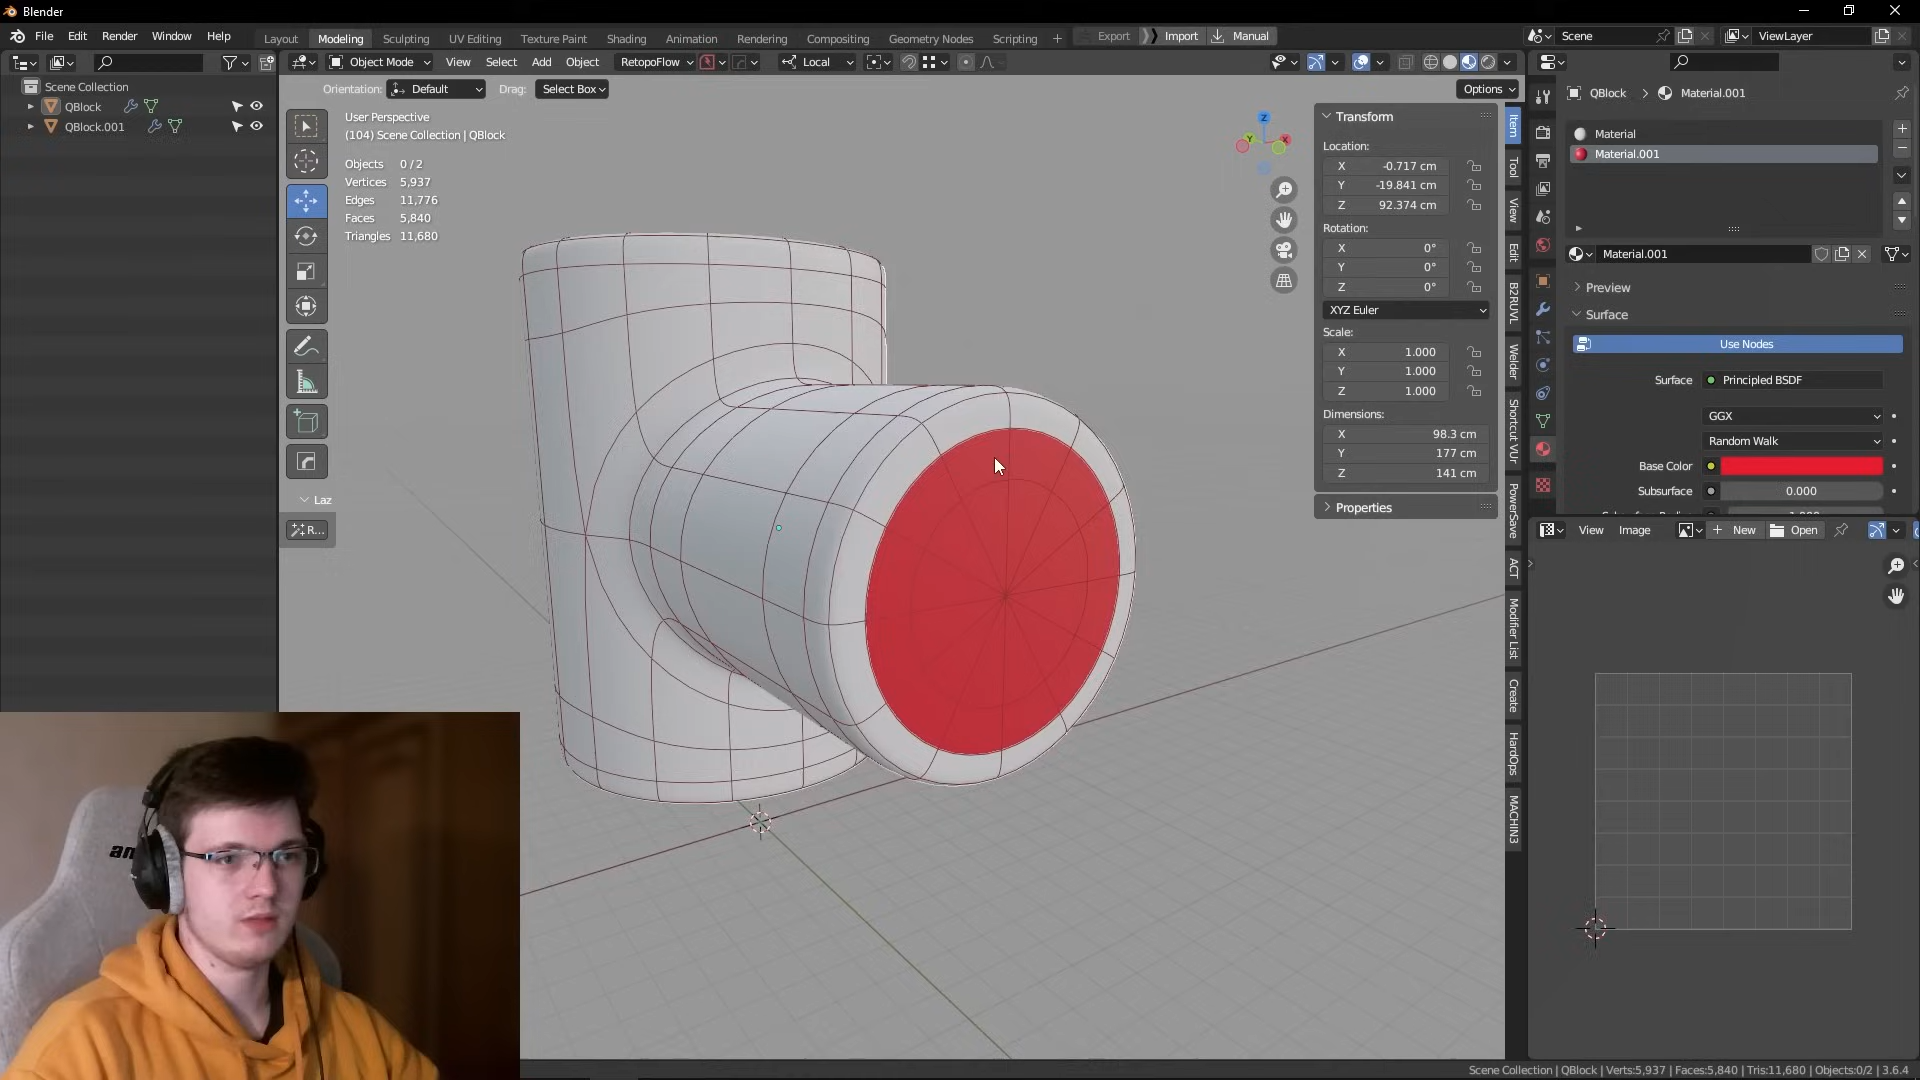 Blender
File Edit Render Window Help
Layout Modeling Sculpting UV Editing Texture Paint Shading Animation Rendering Compositing Geometry Nodes Scripting
Export Import Manual
Scene ViewLayer
Object Mode View Select Add Object RetopoFlow Local
Orientation: Default Drag: Select Box
Options
Scene Collection
QBlock
QBlock.001
User Perspective
(104) Scene Collection | QBlock
Objects 0 / 2
Vertices 5,937
Edges 11,776
Faces 5,840
Triangles 11,680
Laz
R...
Transform
Location:
X -0.717 cm
Y -19.841 cm
Z 92.374 cm
Rotation:
X 0°
Y 0°
Z 0°
XYZ Euler
Scale:
X 1.000
Y 1.000
Z 1.000
Dimensions:
X 98.3 cm
Y 177 cm
Z 141 cm
Properties
Item
Tool
View
Edit
B2RUVL
Welder
Shortcut VUr
PowerSave
ACT
Modifier List
Create
HardOps
MACHIN3
QBlock Material.001
Material
Material.001
Material.001
Preview
Surface
Use Nodes
Surface Principled BSDF
GGX
Random Walk
Base Color
Subsurface 0.000
View Image New Open
X
Y
Z
an
Scene Collection | QBlock | Verts:5,937 | Faces:5,840 | Tris:11,680 | Objects:0/2 | 3.6.4